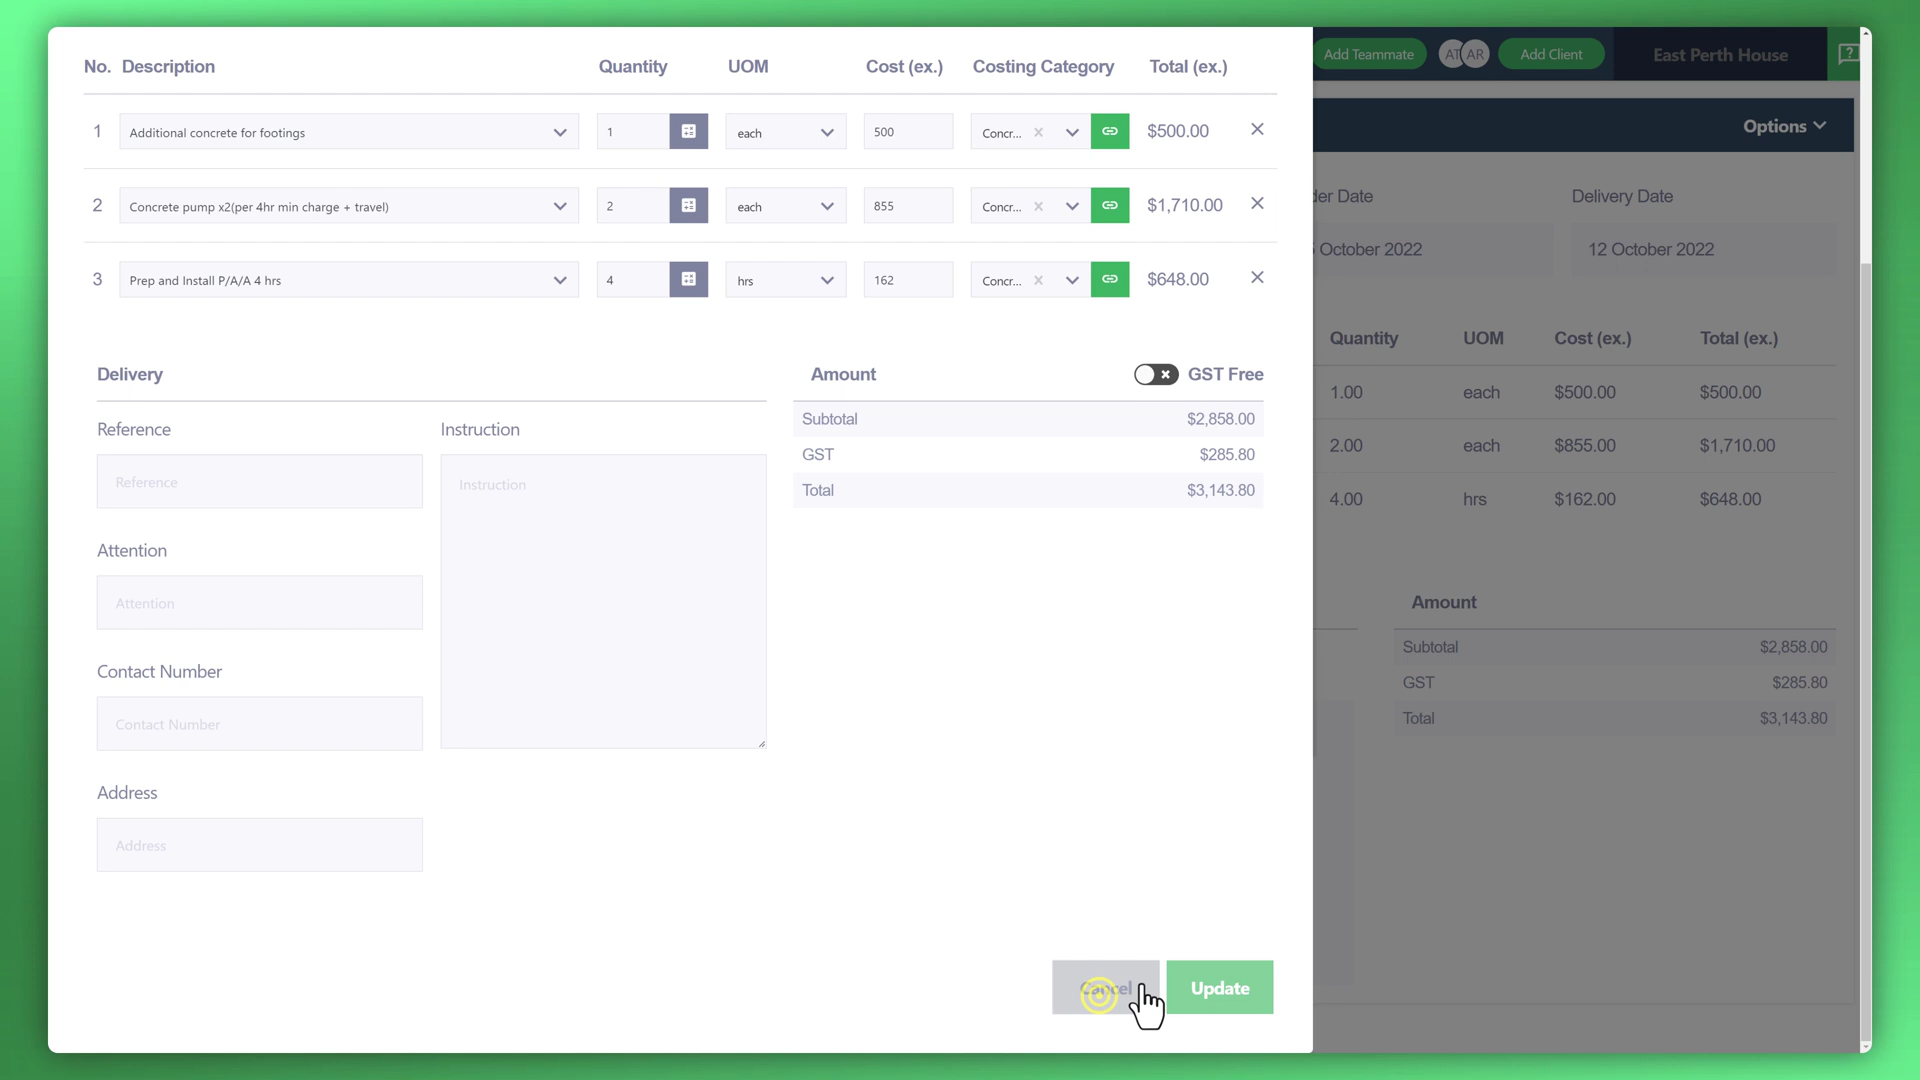 No. Description Quantity UOM Cost (ex.) Costing Category Total (ex.)
1 Additional concrete for footings 1 each 500 Concr... $500.00
2 Concrete pump x2(per 4hr min charge + travel) 2 each 855 Concr... $1,710.00
3 Prep and Install P/A/A 4 hrs 4 hrs 162 Concr... $648.00
Delivery
Reference
Reference
Attention
Attention
Contact Number
Contact Number
Address
Address
Instruction
Instruction
Amount GST Free
Subtotal $2,858.00
GST $285.80
Total $3,143.80
Cancel Update
Add Teammate AT AR Add Client East Perth House
Options
Date Delivery Date
October 2022 12 October 2022
Quantity UOM Cost (ex.) Total (ex.)
1.00 each $500.00 $500.00
2.00 each $855.00 $1,710.00
4.00 hrs $162.00 $648.00
Amount
Subtotal $2,858.00
GST $285.80
Total $3,143.80